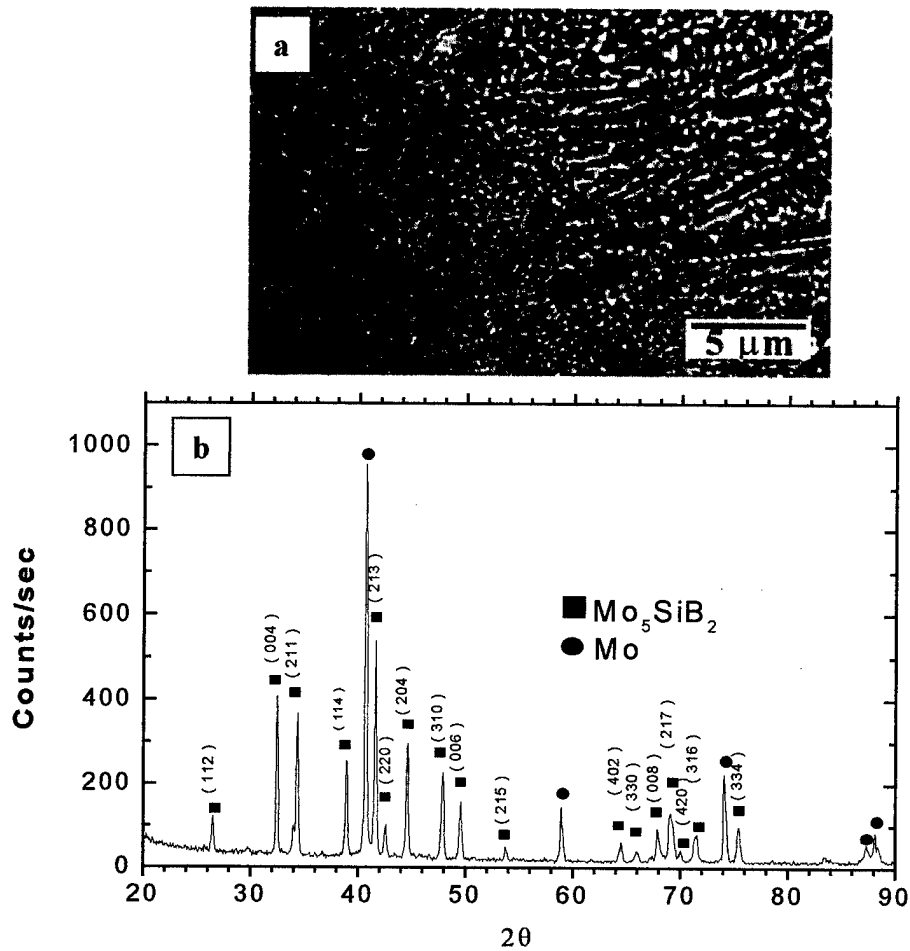 a
5 μm
b
Counts/sec
1000
800
600
400
200
0
(112)
(004)
(211)
(114)
(213)
(220)
(204)
(310)
(006)
(215)
(402)
(330)
(008)
(217)
(420)
(316)
(334)
■ Mo₅SiB₂
● Mo
20 30 40 50 60 70 80 90
2θ